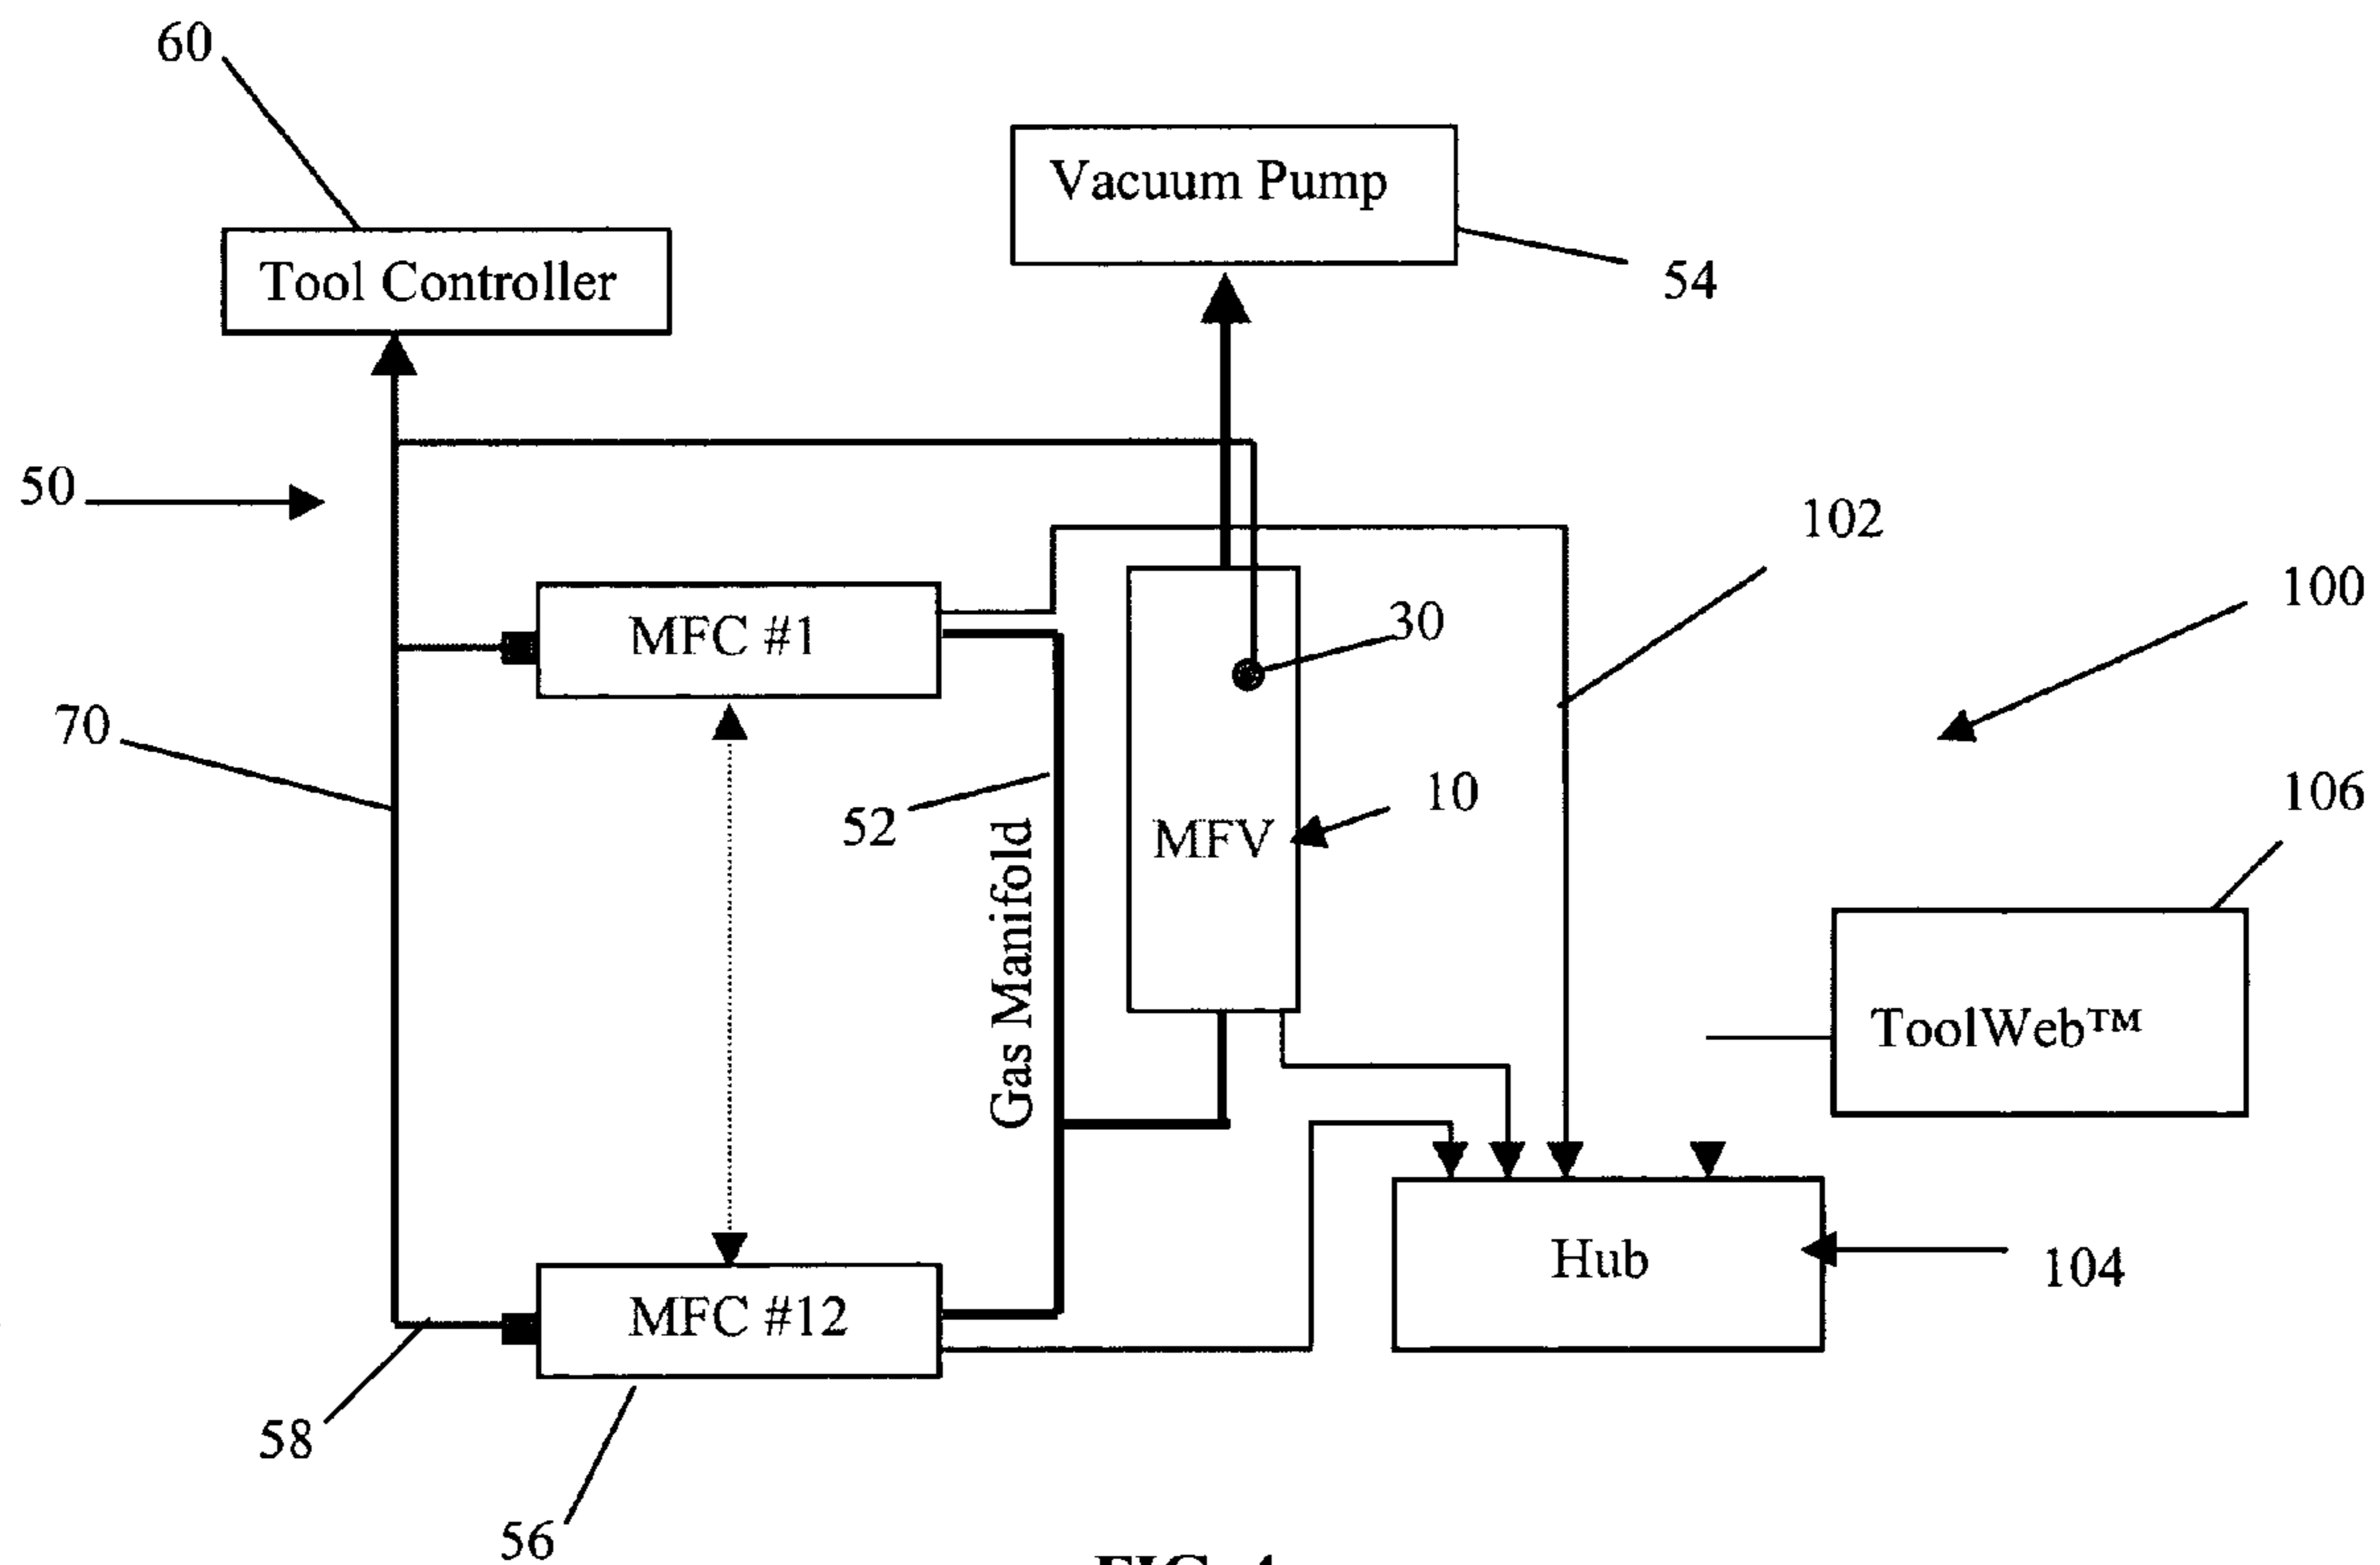 60
Vacuum Pump
Tool Controller
54
50
102
100
MFC #1
30
70
52
10
106
MFV
Gas Manifold
ToolWeb™
Hub
104
MFC #12
58
56